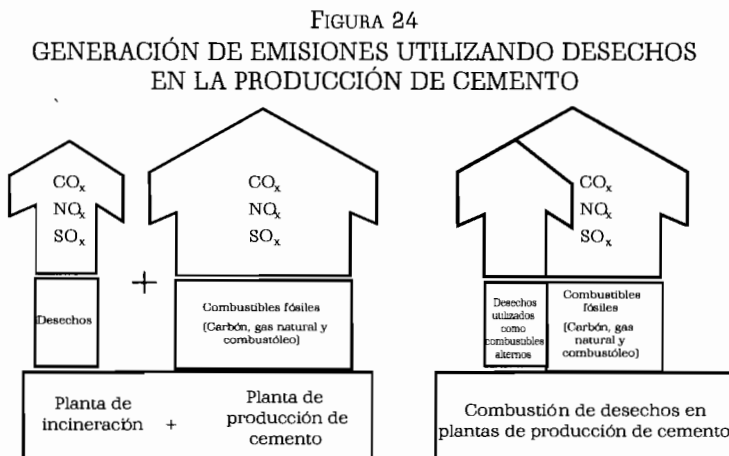 FIGURA 24
GENERACIÓN DE EMISIONES UTILIZANDO DESECHOS
EN LA PRODUCCIÓN DE CEMENTO
COx
NOx
SOx
COx
NOx
SOx
COx
NOx
SOx
Desechos
+
Combustibles fósiles
(Carbón, gas natural y
combustóleo)
Desechos
utilizados
como
combustibles
alternos
Combustibles
fósiles
(Carbón, gas
natural y
combustóleo)
Planta de
incineración
+
Planta de
producción de
cemento
Combustión de desechos en
plantas de producción de cemento